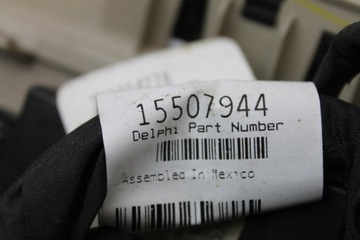 15507944
Delphi Part Number
Assembled In Mexico